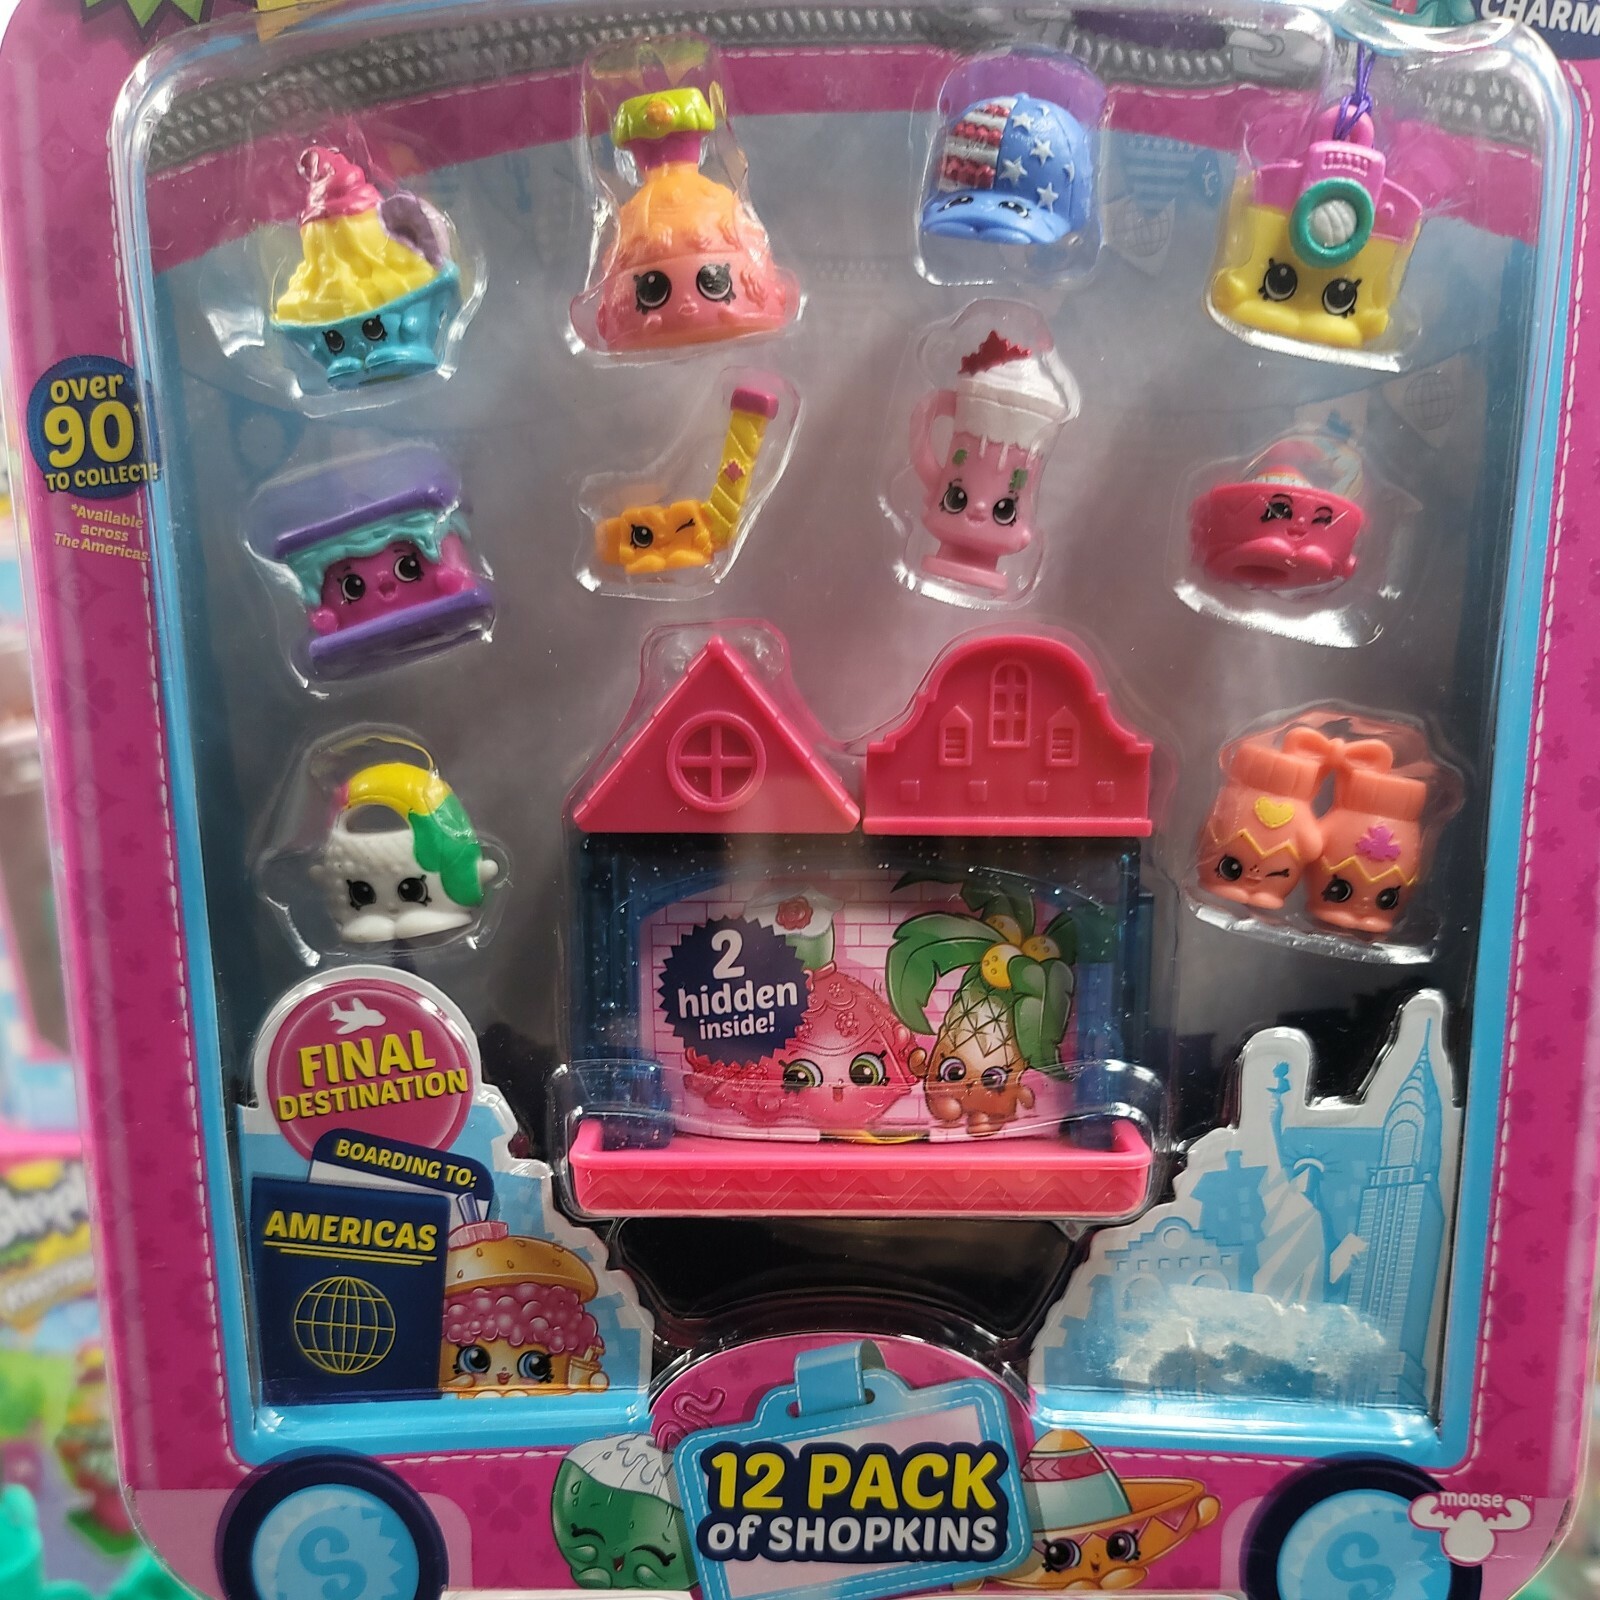 CHARM
over
90*
TO COLLECT!
*Available
across
The Americas.
2
hidden
inside!
FINAL
DESTINATION
BOARDING TO:
AMERICAS
12 PACK
of SHOPKINS
moose™
S
S